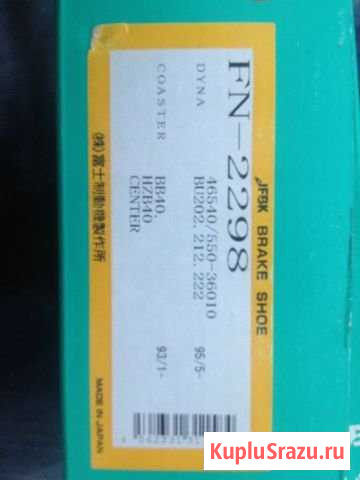 JFBK BRAKE SHOE
FN-2298
46540/550-36010
DYNA BU202, 212, 222 95/5-
COASTER BB40, 93/1-
HZB40
CENTER
(株)富士制動機製作所
MADE IN JAPAN
KupluSrazu.ru